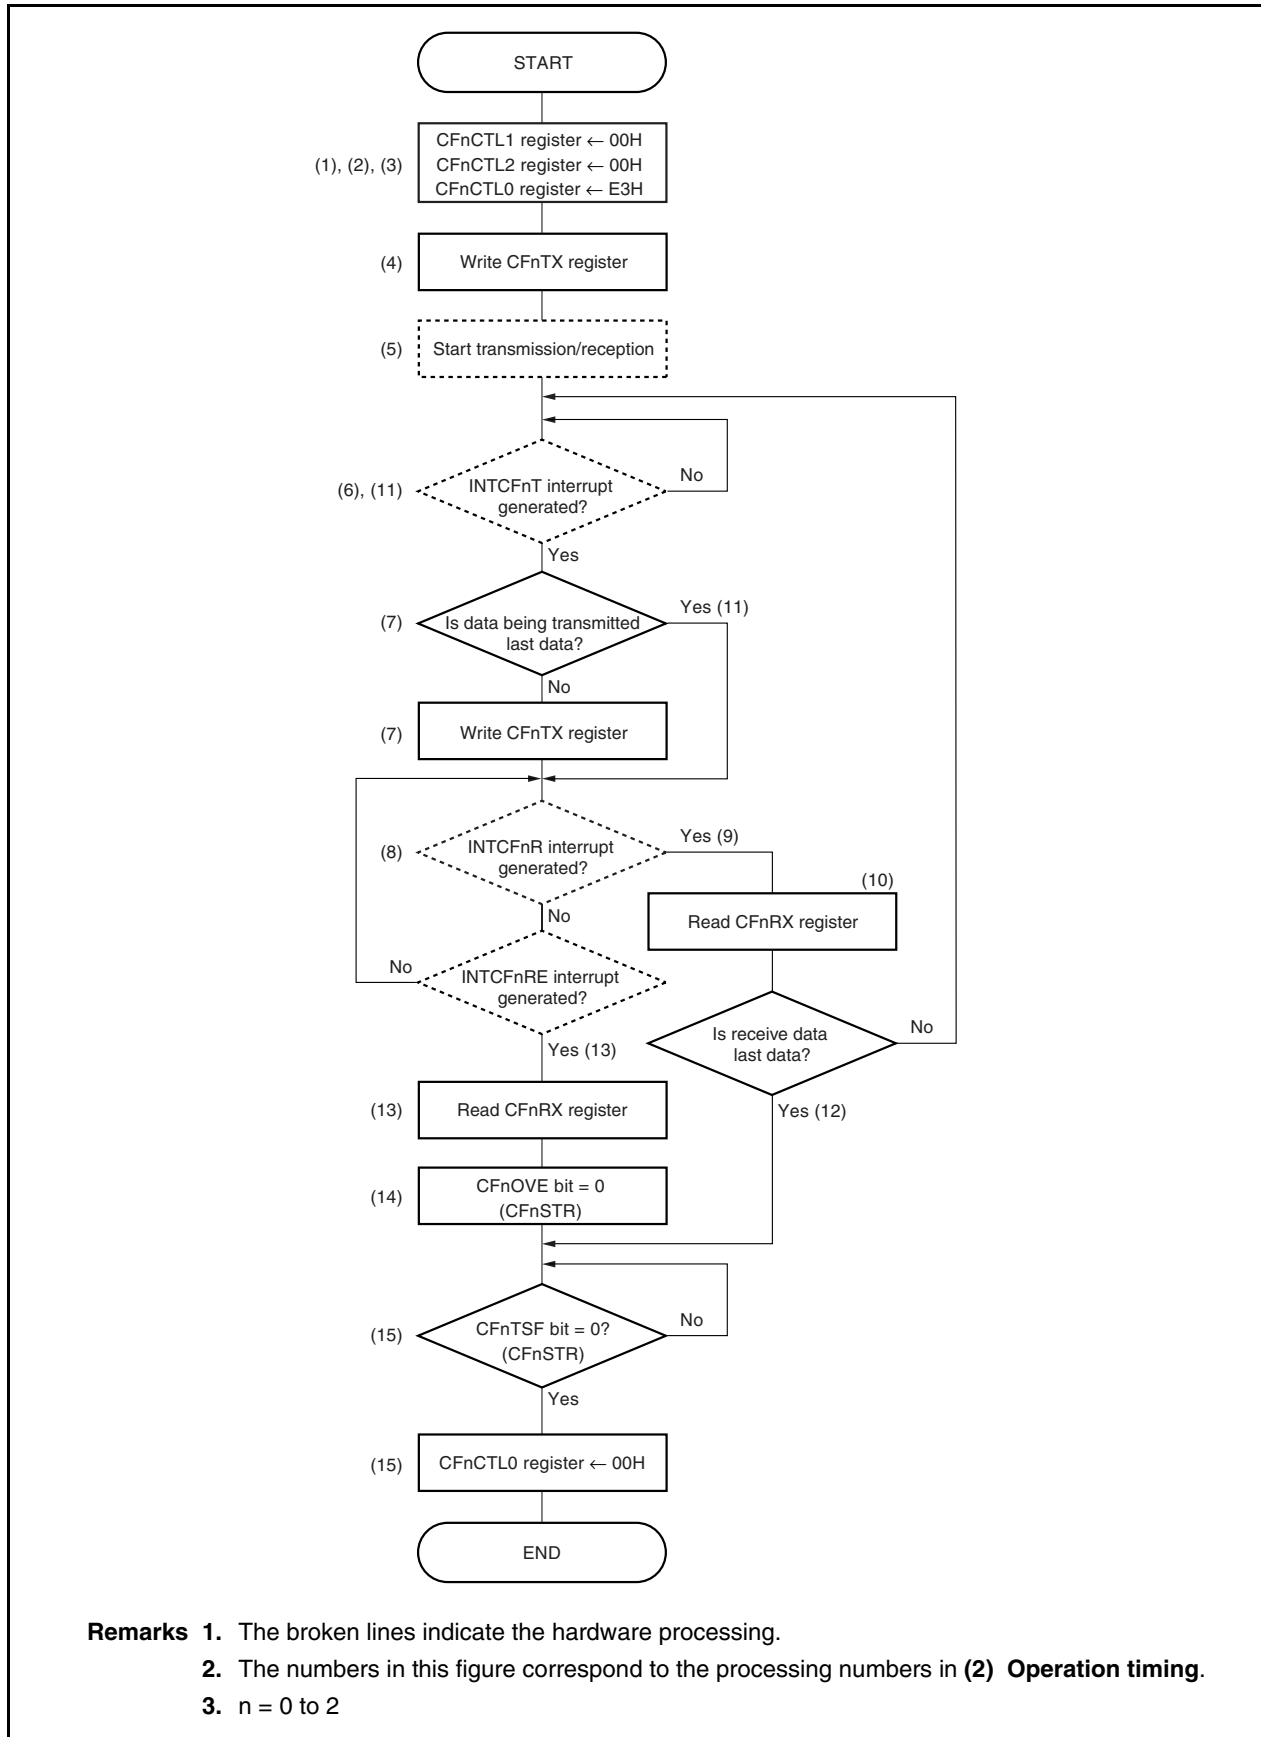 START
(1), (2), (3)
CFnCTL1 register ← 00H
CFnCTL2 register ← 00H
CFnCTL0 register ← E3H
(4)
Write CFnTX register
(5)
Start transmission/reception
(6), (11)
INTCFnT interrupt
generated?
No
Yes
(7)
Is data being transmitted
last data?
Yes (11)
No
(7)
Write CFnTX register
(8)
INTCFnR interrupt
generated?
Yes (9)
No
(10)
Read CFnRX register
No
INTCFnRE interrupt
generated?
Yes (13)
Is receive data
last data?
No
Yes (12)
(13)
Read CFnRX register
(14)
CFnOVE bit = 0
(CFnSTR)
(15)
CFnTSF bit = 0?
(CFnSTR)
No
Yes
(15)
CFnCTL0 register ← 00H
END
Remarks 1. The broken lines indicate the hardware processing.
2. The numbers in this figure correspond to the processing numbers in (2) Operation timing.
3. n = 0 to 2